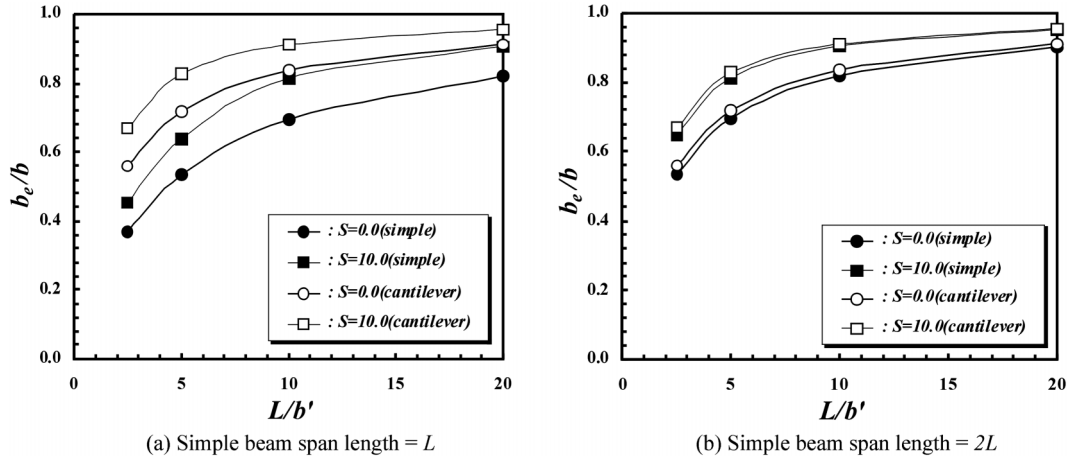 1.0
0.8
0.6
0.4
0.2
0.0
b_e/b
: S=0.0(simple)
: S=10.0(simple)
: S=0.0(cantilever)
: S=10.0(cantilever)
0 5 10 15 20
L/b'
(a) Simple beam span length = L
1.0
0.8
0.6
0.4
0.2
0.0
b_e/b
: S=0.0(simple)
: S=10.0(simple)
: S=0.0(cantilever)
: S=10.0(cantilever)
0 5 10 15 20
L/b'
(b) Simple beam span length = 2L